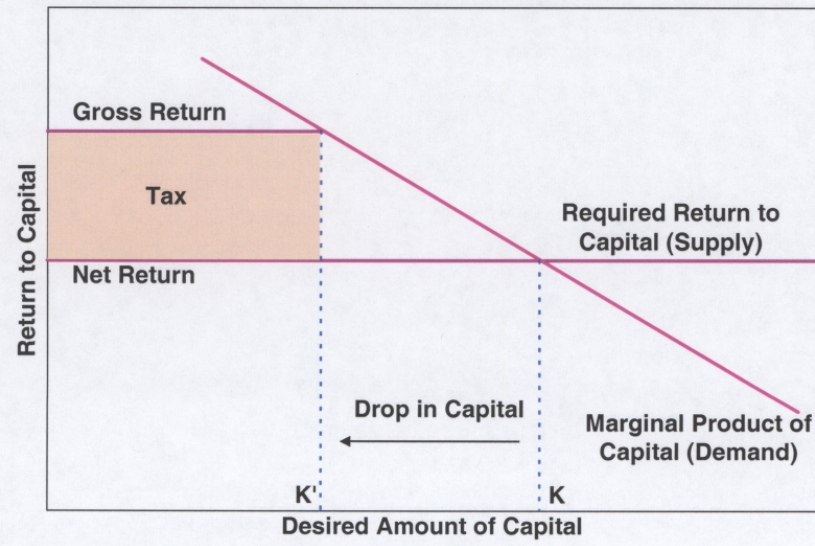 Gross Return
Tax
Net Return
Required Return to
Capital (Supply)
Return to Capital
Drop in Capital
Marginal Product of
Capital (Demand)
K'
K
Desired Amount of Capital